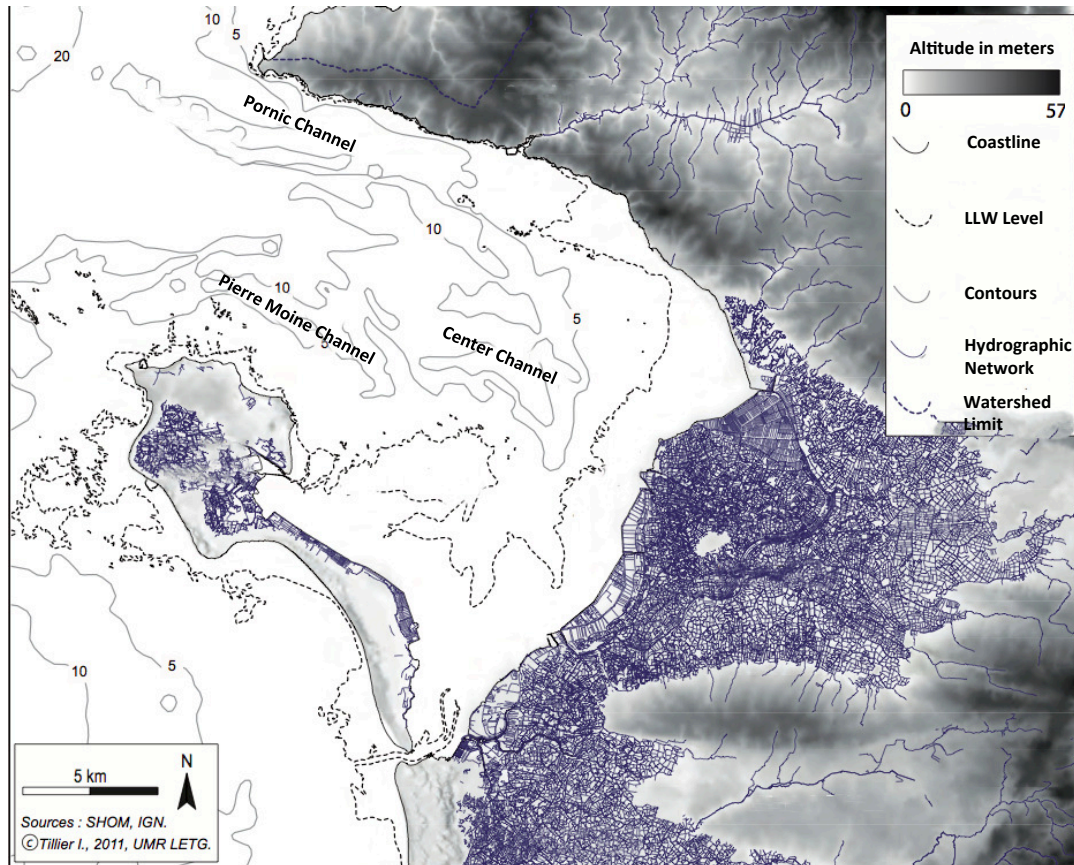 10
5
20
Pornic Channel
10
10
Pierre Moine Channel
5
Center Channel
5
10
5
Altitude in meters
0
57
Coastline
LLW Level
Contours
Hydrographic
Network
Watershed
Limit
5 km
N
Sources : SHOM, IGN.
©Tillier I., 2011, UMR LETG.